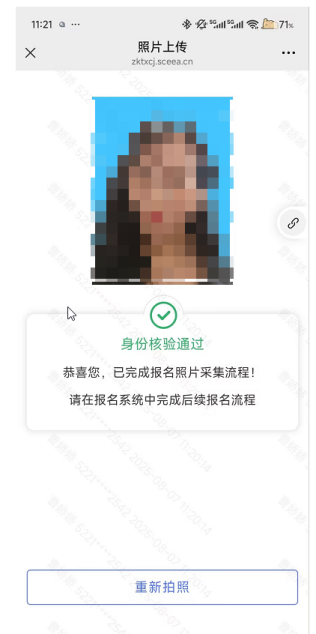 11:21
5G 5G 71%
照片上传
zktxcj.sceea.cn
身份核验通过
恭喜您，已完成报名照片采集流程！
请在报名系统中完成后续报名流程
重新拍照